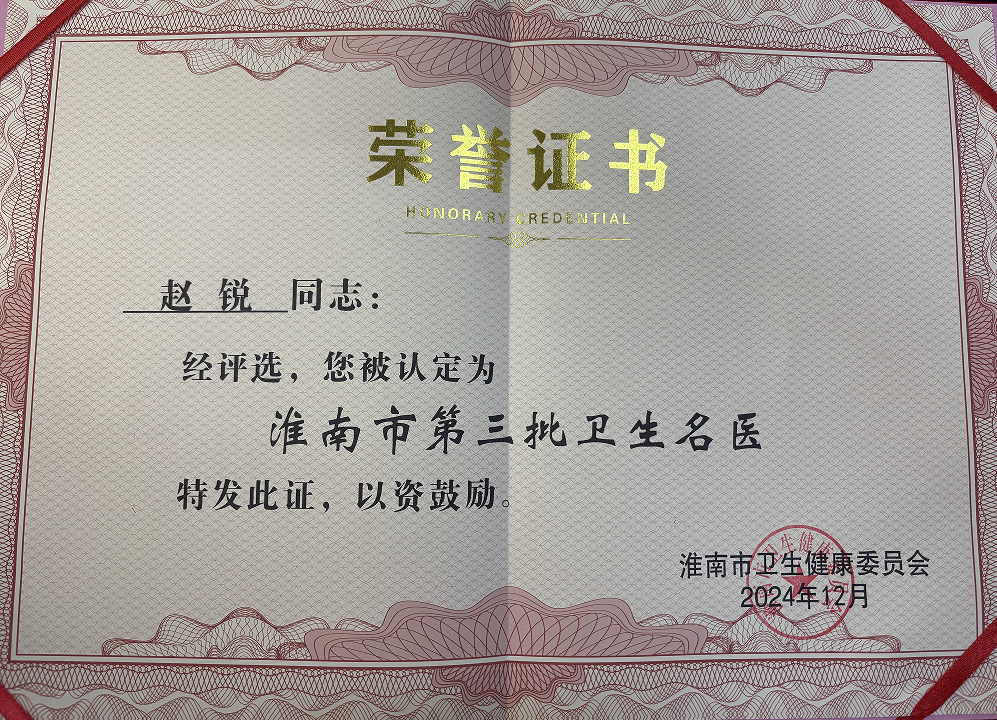 荣誉证书
HONORARY CREDENTIAL
赵 锐 同志：
经评选，您被认定为
淮南市第三批卫生名医
特发此证，以资鼓励。
淮南市卫生健康委员会
2024年12月